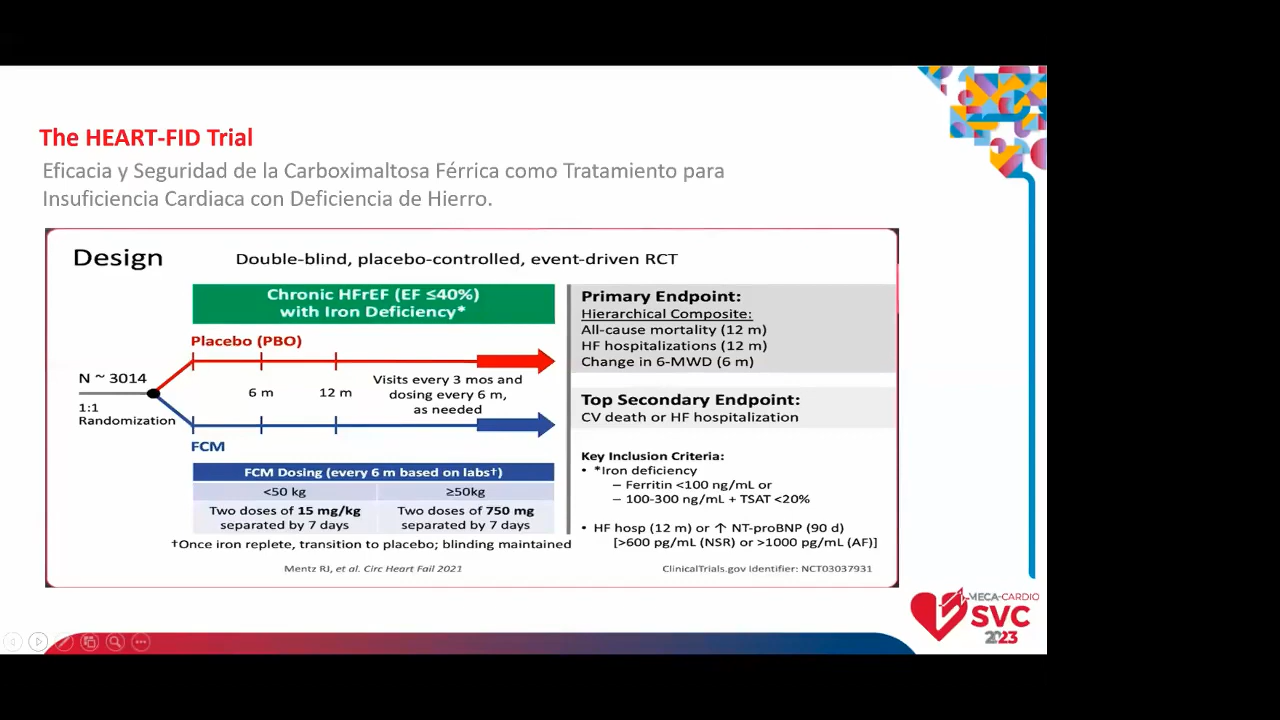 The HEART-FID Trial
Eficacia y Seguridad de la Carboximaltosa Férrica como Tratamiento para
Insuficiencia Cardiaca con Deficiencia de Hierro.
Design
Double-blind, placebo-controlled, event-driven RCT
Chronic HFrEF (EF ≤40%)
with Iron Deficiency*
Placebo (PBO)
N ~ 3014
1:1
Randomization
6 m
12 m
Visits every 3 mos and
dosing every 6 m,
as needed
FCM
FCM Dosing (every 6 m based on labs†)
<50 kg
≥50kg
Two doses of 15 mg/kg
separated by 7 days
Two doses of 750 mg
separated by 7 days
†Once iron replete, transition to placebo; blinding maintained
Mentz RJ, et al. Circ Heart Fail 2021
Primary Endpoint:
Hierarchical Composite:
All-cause mortality (12 m)
HF hospitalizations (12 m)
Change in 6-MWD (6 m)
Top Secondary Endpoint:
CV death or HF hospitalization
Key Inclusion Criteria:
• *Iron deficiency
– Ferritin <100 ng/mL or
– 100-300 ng/mL + TSAT <20%
• HF hosp (12 m) or ↑ NT-proBNP (90 d)
[>600 pg/mL (NSR) or >1000 pg/mL (AF)]
ClinicalTrials.gov Identifier: NCT03037931
MECA-CARDIO
SVC
2023